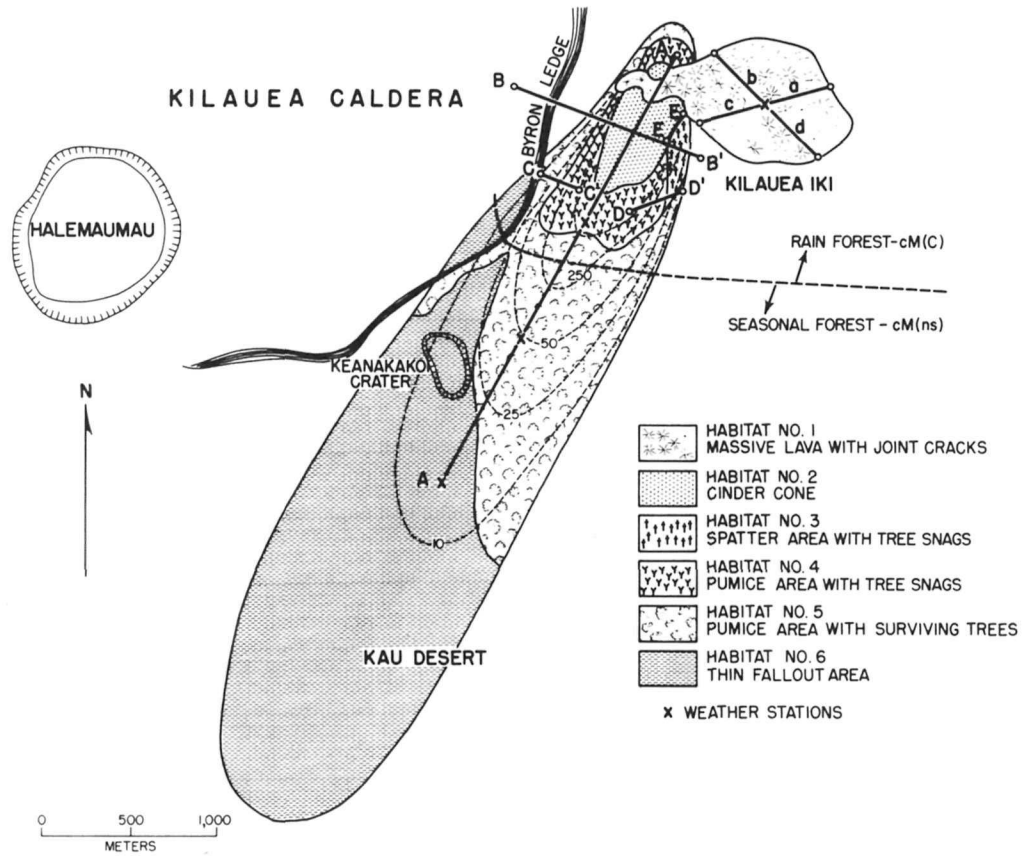 KILAUEA CALDERA
BYRON LEDGE
A'
B
b
a
c
E'
E
d
B'
C
C'
D'
D
KILAUEA IKI
HALEMAUMAU
RAIN FOREST-cM(C)
250
SEASONAL FOREST - cM(ns)
50
KEANAKAKOI
CRATER
25
N
A
10
HABITAT NO. 1
MASSIVE LAVA WITH JOINT CRACKS
HABITAT NO. 2
CINDER CONE
HABITAT NO. 3
SPATTER AREA WITH TREE SNAGS
HABITAT NO. 4
PUMICE AREA WITH TREE SNAGS
HABITAT NO. 5
PUMICE AREA WITH SURVIVING TREES
HABITAT NO. 6
THIN FALLOUT AREA
x WEATHER STATIONS
KAU DESERT
0 500 1,000
METERS